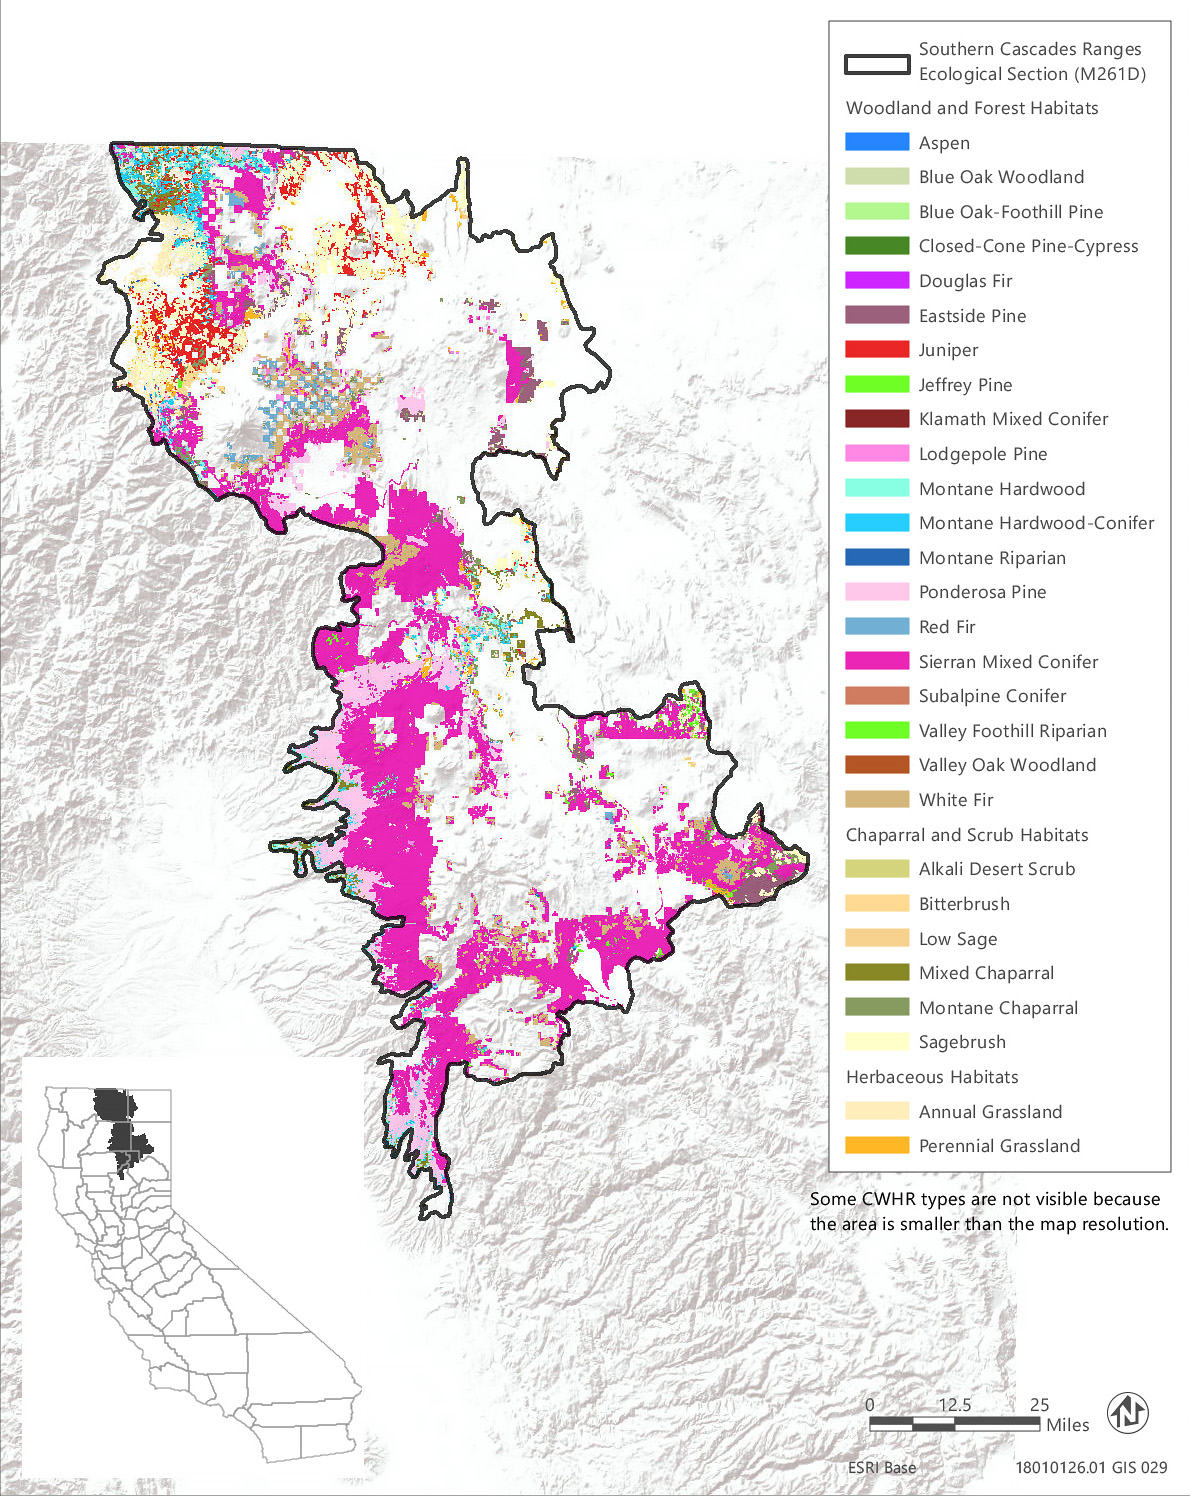 Southern Cascades Ranges
Ecological Section (M261D)
Woodland and Forest Habitats
Aspen
Blue Oak Woodland
Blue Oak-Foothill Pine
Closed-Cone Pine-Cypress
Douglas Fir
Eastside Pine
Juniper
Jeffrey Pine
Klamath Mixed Conifer
Lodgepole Pine
Montane Hardwood
Montane Hardwood-Conifer
Montane Riparian
Ponderosa Pine
Red Fir
Sierran Mixed Conifer
Subalpine Conifer
Valley Foothill Riparian
Valley Oak Woodland
White Fir
Chaparral and Scrub Habitats
Alkali Desert Scrub
Bitterbrush
Low Sage
Mixed Chaparral
Montane Chaparral
Sagebrush
Herbaceous Habitats
Annual Grassland
Perennial Grassland
Some CWHR types are not visible because
the area is smaller than the map resolution.
0 12.5 25
Miles
N
ESRI Base 18010126.01 GIS 029